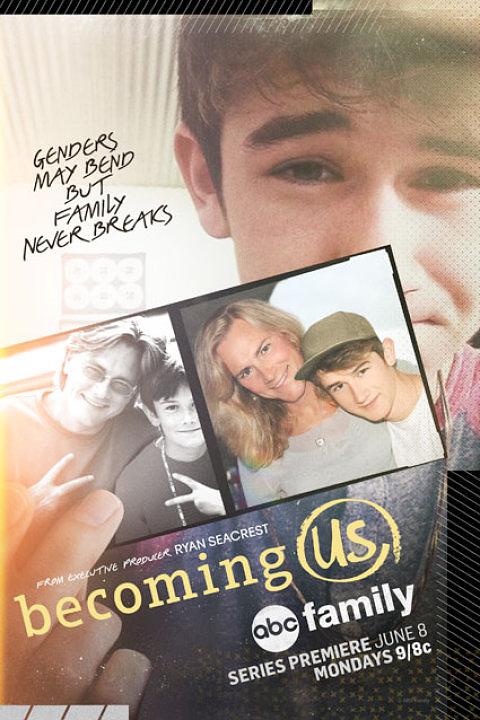 GENDERS
MAY BEND
BUT
FAMILY
NEVER BREAKS
FROM EXECUTIVE PRODUCER RYAN SEACREST
becoming us
abc family
SERIES PREMIERE JUNE 8
MONDAYS 9/8c